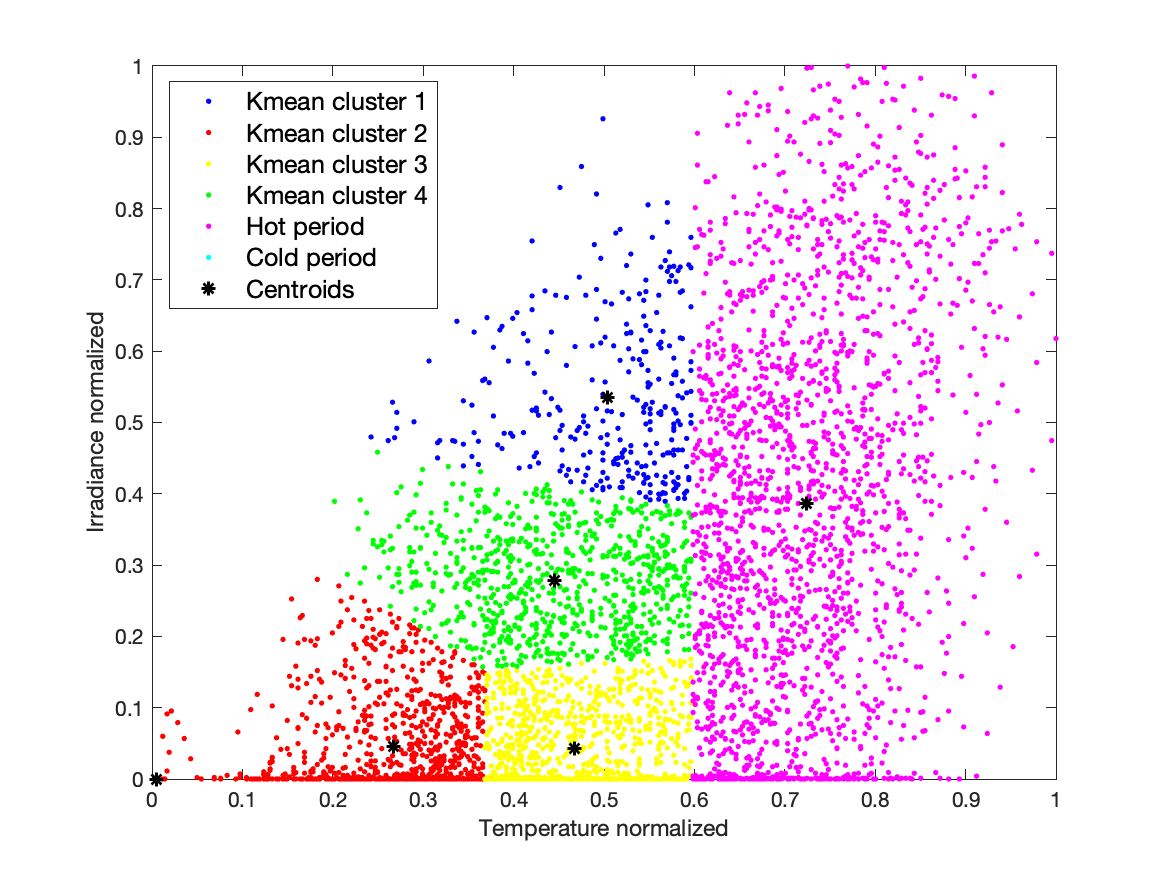 1
0.9
0.8
0.7
0.6
0.5
0.4
0.3
0.2
0.1
0
Irradiance normalized
Kmean cluster 1
Kmean cluster 2
Kmean cluster 3
Kmean cluster 4
Hot period
Cold period
Centroids
0 0.1 0.2 0.3 0.4 0.5 0.6 0.7 0.8 0.9 1
Temperature normalized